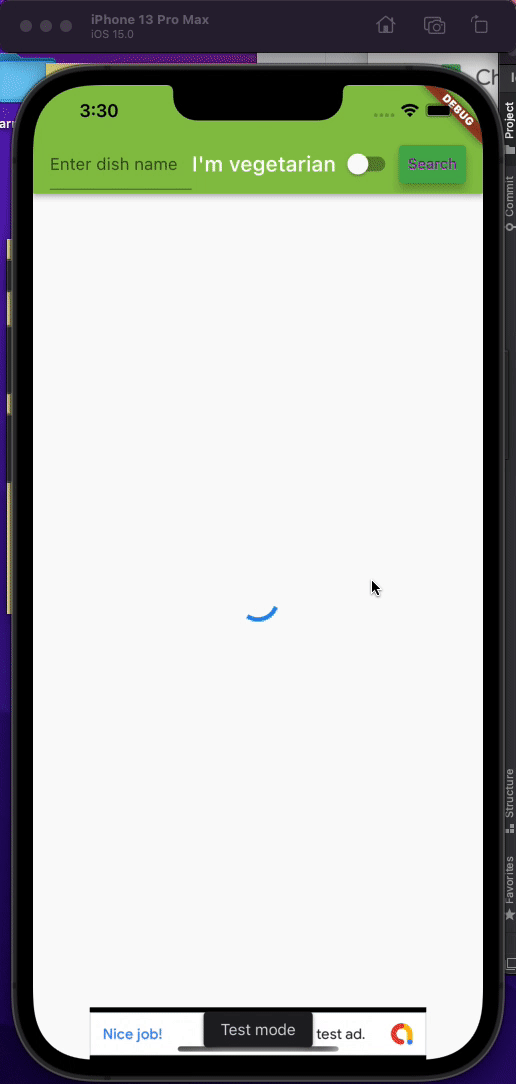 iPhone 13 Pro Max
iOS 15.0
Ch
3:30
DEBUG
Enter dish name I'm vegetarian Search
Project
Commit
Structure
Favorites
Nice job! Test mode test ad.